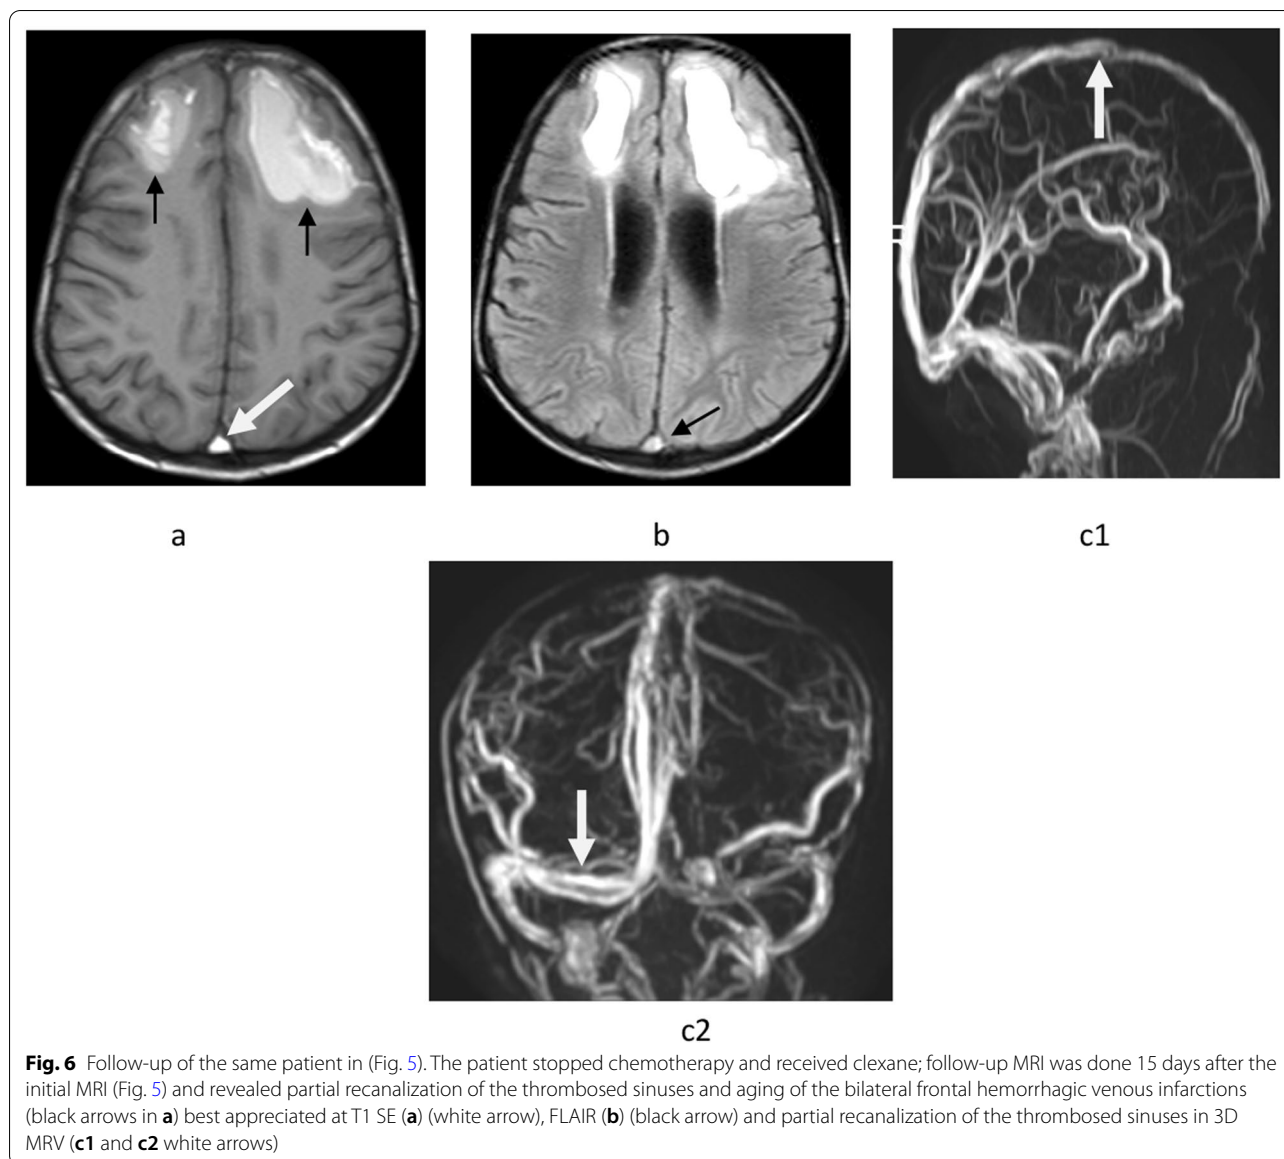 a
b
c1
c2
Fig. 6 Follow-up of the same patient in (Fig. 5). The patient stopped chemotherapy and received clexane; follow-up MRI was done 15 days after the
initial MRI (Fig. 5) and revealed partial recanalization of the thrombosed sinuses and aging of the bilateral frontal hemorrhagic venous infarctions
(black arrows in a) best appreciated at T1 SE (a) (white arrow), FLAIR (b) (black arrow) and partial recanalization of the thrombosed sinuses in 3D
MRV (c1 and c2 white arrows)